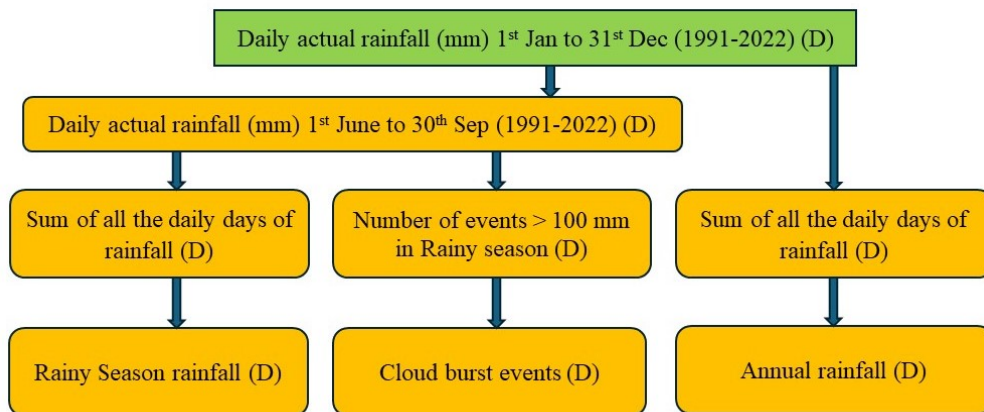 Daily actual rainfall (mm) 1st Jan to 31st Dec (1991-2022) (D)
Daily actual rainfall (mm) 1st June to 30th Sep (1991-2022) (D)
Sum of all the daily days of
rainfall (D)
Number of events > 100 mm
in Rainy season (D)
Sum of all the daily days of
rainfall (D)
Rainy Season rainfall (D)
Cloud burst events (D)
Annual rainfall (D)